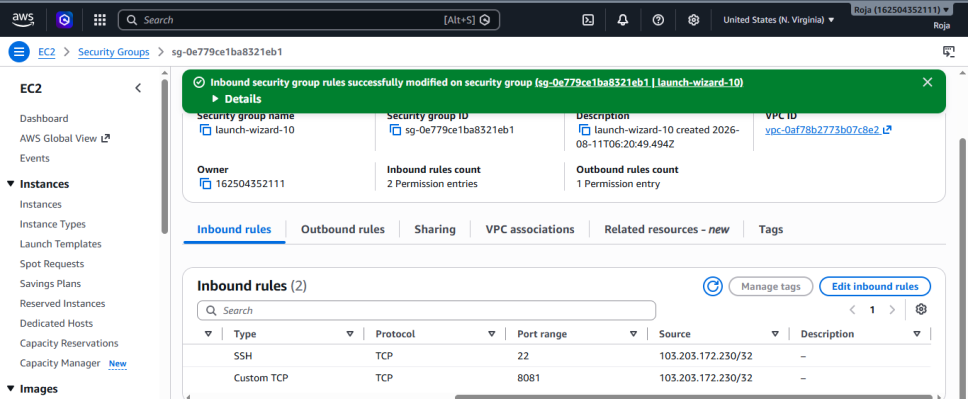 Roja (162504352111) ▼
aws
Search [Alt+S]
United States (N. Virginia) ▼
Roja
EC2 > Security Groups > sg-0e779ce1ba8321eb1
EC2
Dashboard
AWS Global View
Events
▼ Instances
Instances
Instance Types
Launch Templates
Spot Requests
Savings Plans
Reserved Instances
Dedicated Hosts
Capacity Reservations
Capacity Manager New
▼ Images
Inbound security group rules successfully modified on security group (sg-0e779ce1ba8321eb1 | launch-wizard-10)
▶ Details
Security group name
launch-wizard-10
Security group ID
sg-0e779ce1ba8321eb1
Description
launch-wizard-10 created 2026-
08-11T06:20:49.494Z
VPC ID
vpc-0af78b2773b07c8e2
Owner
162504352111
Inbound rules count
2 Permission entries
Outbound rules count
1 Permission entry
Inbound rules Outbound rules Sharing VPC associations Related resources - new Tags
Inbound rules (2)
Manage tags Edit inbound rules
Search
< 1 >
Type Protocol Port range Source Description
SSH TCP 22 103.203.172.230/32 –
Custom TCP TCP 8081 103.203.172.230/32 –